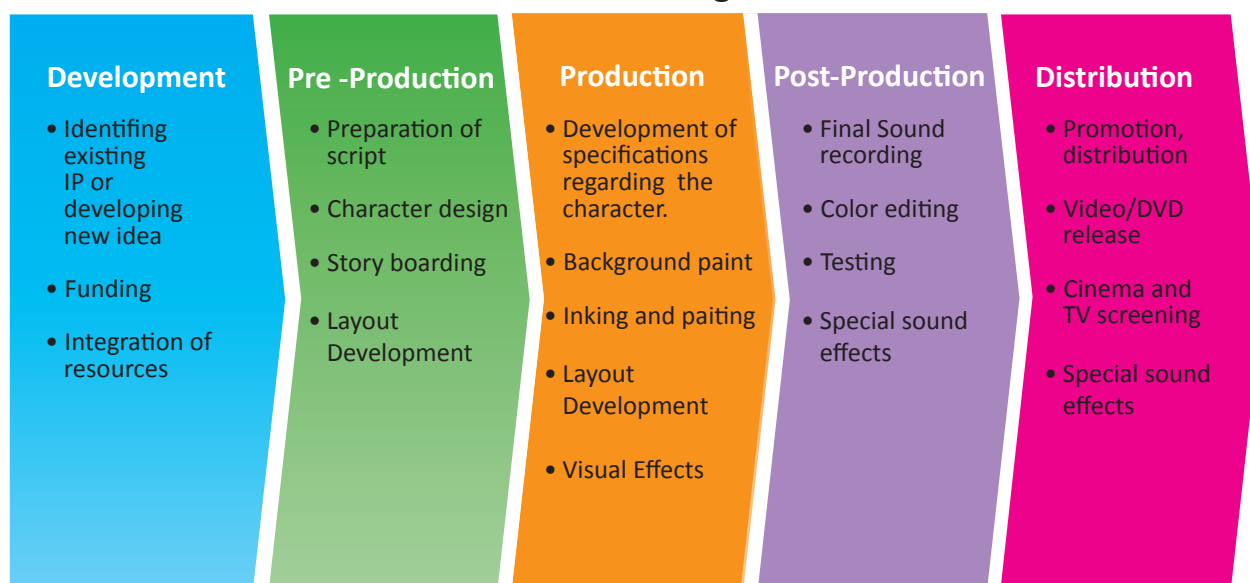 Development
• Identifing
existing
IP or
developing
new idea
• Funding
• Integration of
resources
Pre -Production
• Preparation of
script
• Character design
• Story boarding
• Layout
Development
Production
• Development of
specifications
regarding the
character.
• Background paint
• Inking and paiting
• Layout
Development
• Visual Effects
Post-Production
• Final Sound
recording
• Color editing
• Testing
• Special sound
effects
Distribution
• Promotion,
distribution
• Video/DVD
release
• Cinema and
TV screening
• Special sound
effects